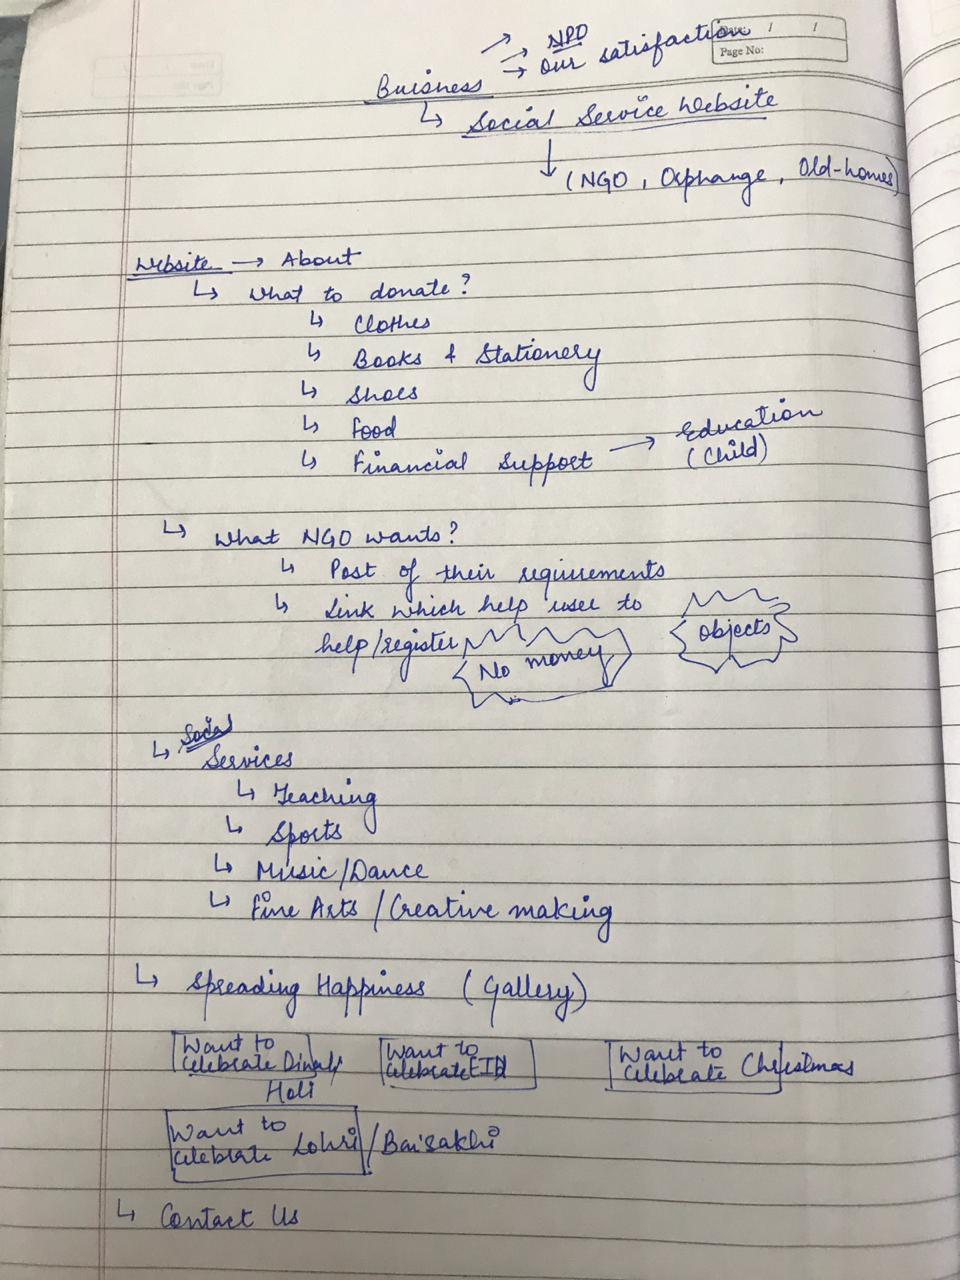 NPO
→ Our satisfaction
Date: / /
Page No:
Buisness
↳ Social Service Website
(NGO, Orphange, Old-homes)
Website → About
↳ What to donate?
↳ Clothes
↳ Books & Stationery
↳ Shoes
↳ Food
↳ Financial Support → Education
(Child)
↳ What NGO wants?
↳ Post of their requirements
↳ Link which help user to
help/register
No money
Objects
↳ Social
Services
↳ Teaching
↳ Sports
↳ Music/Dance
↳ Fine Arts / Creative making
↳ Spreading Happiness (Gallery)
Want to
celebrate Diwali
Holi
Want to
celebrate EID
Want to
celebrate Christmas
Want to
celebrate Lohri / Baisakhi
↳ Contact Us